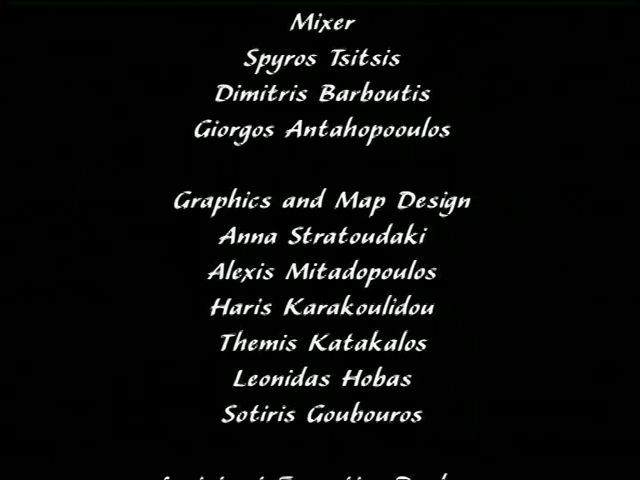 Mixer
Spyros Tsitsis
Dimitris Barboutis
Giorgos Antahopooulos
Graphics and Map Design
Anna Stratoudaki
Alexis Mitadopoulos
Haris Karakoulidou
Themis Katakalos
Leonidas Hobas
Sotiris Goubouros